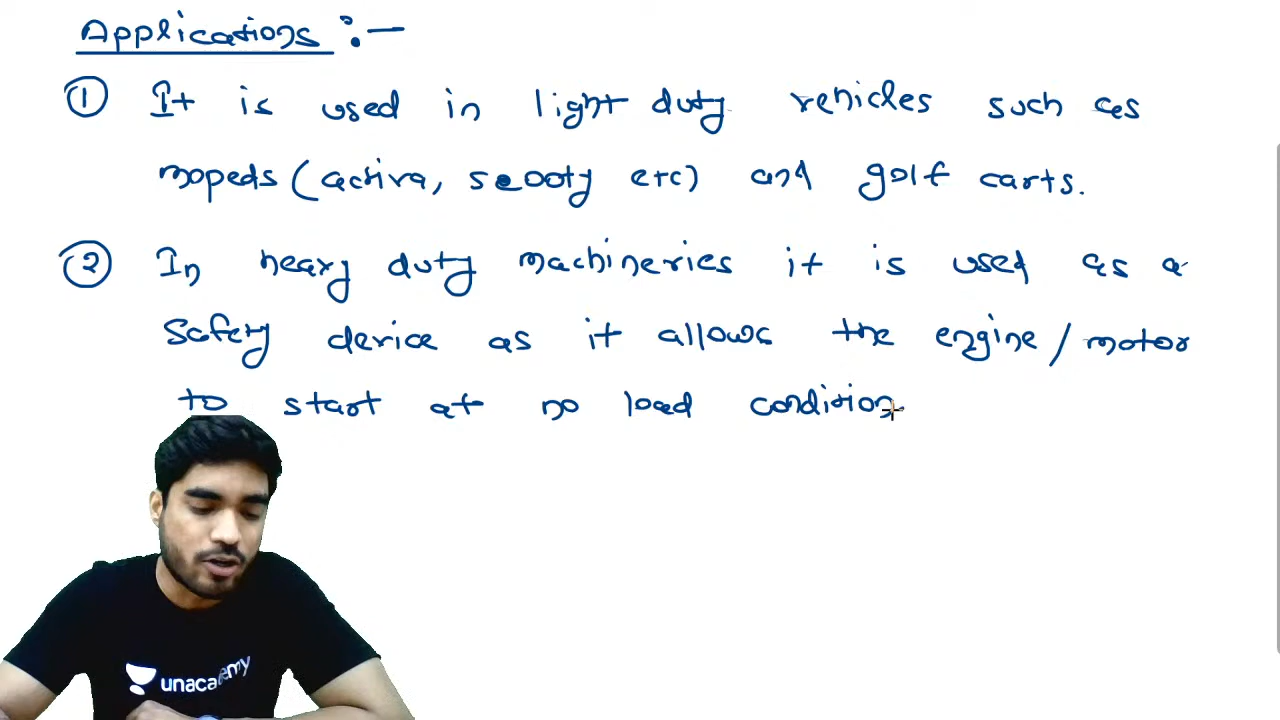 Applications :-
① It is used in light duty vehicles such as
mopeds (activa, scooty etc) and golf carts.
② In heavy duty machineries it is used as a
safety device as it allows the engine / motor
to start at no load condition
unacademy